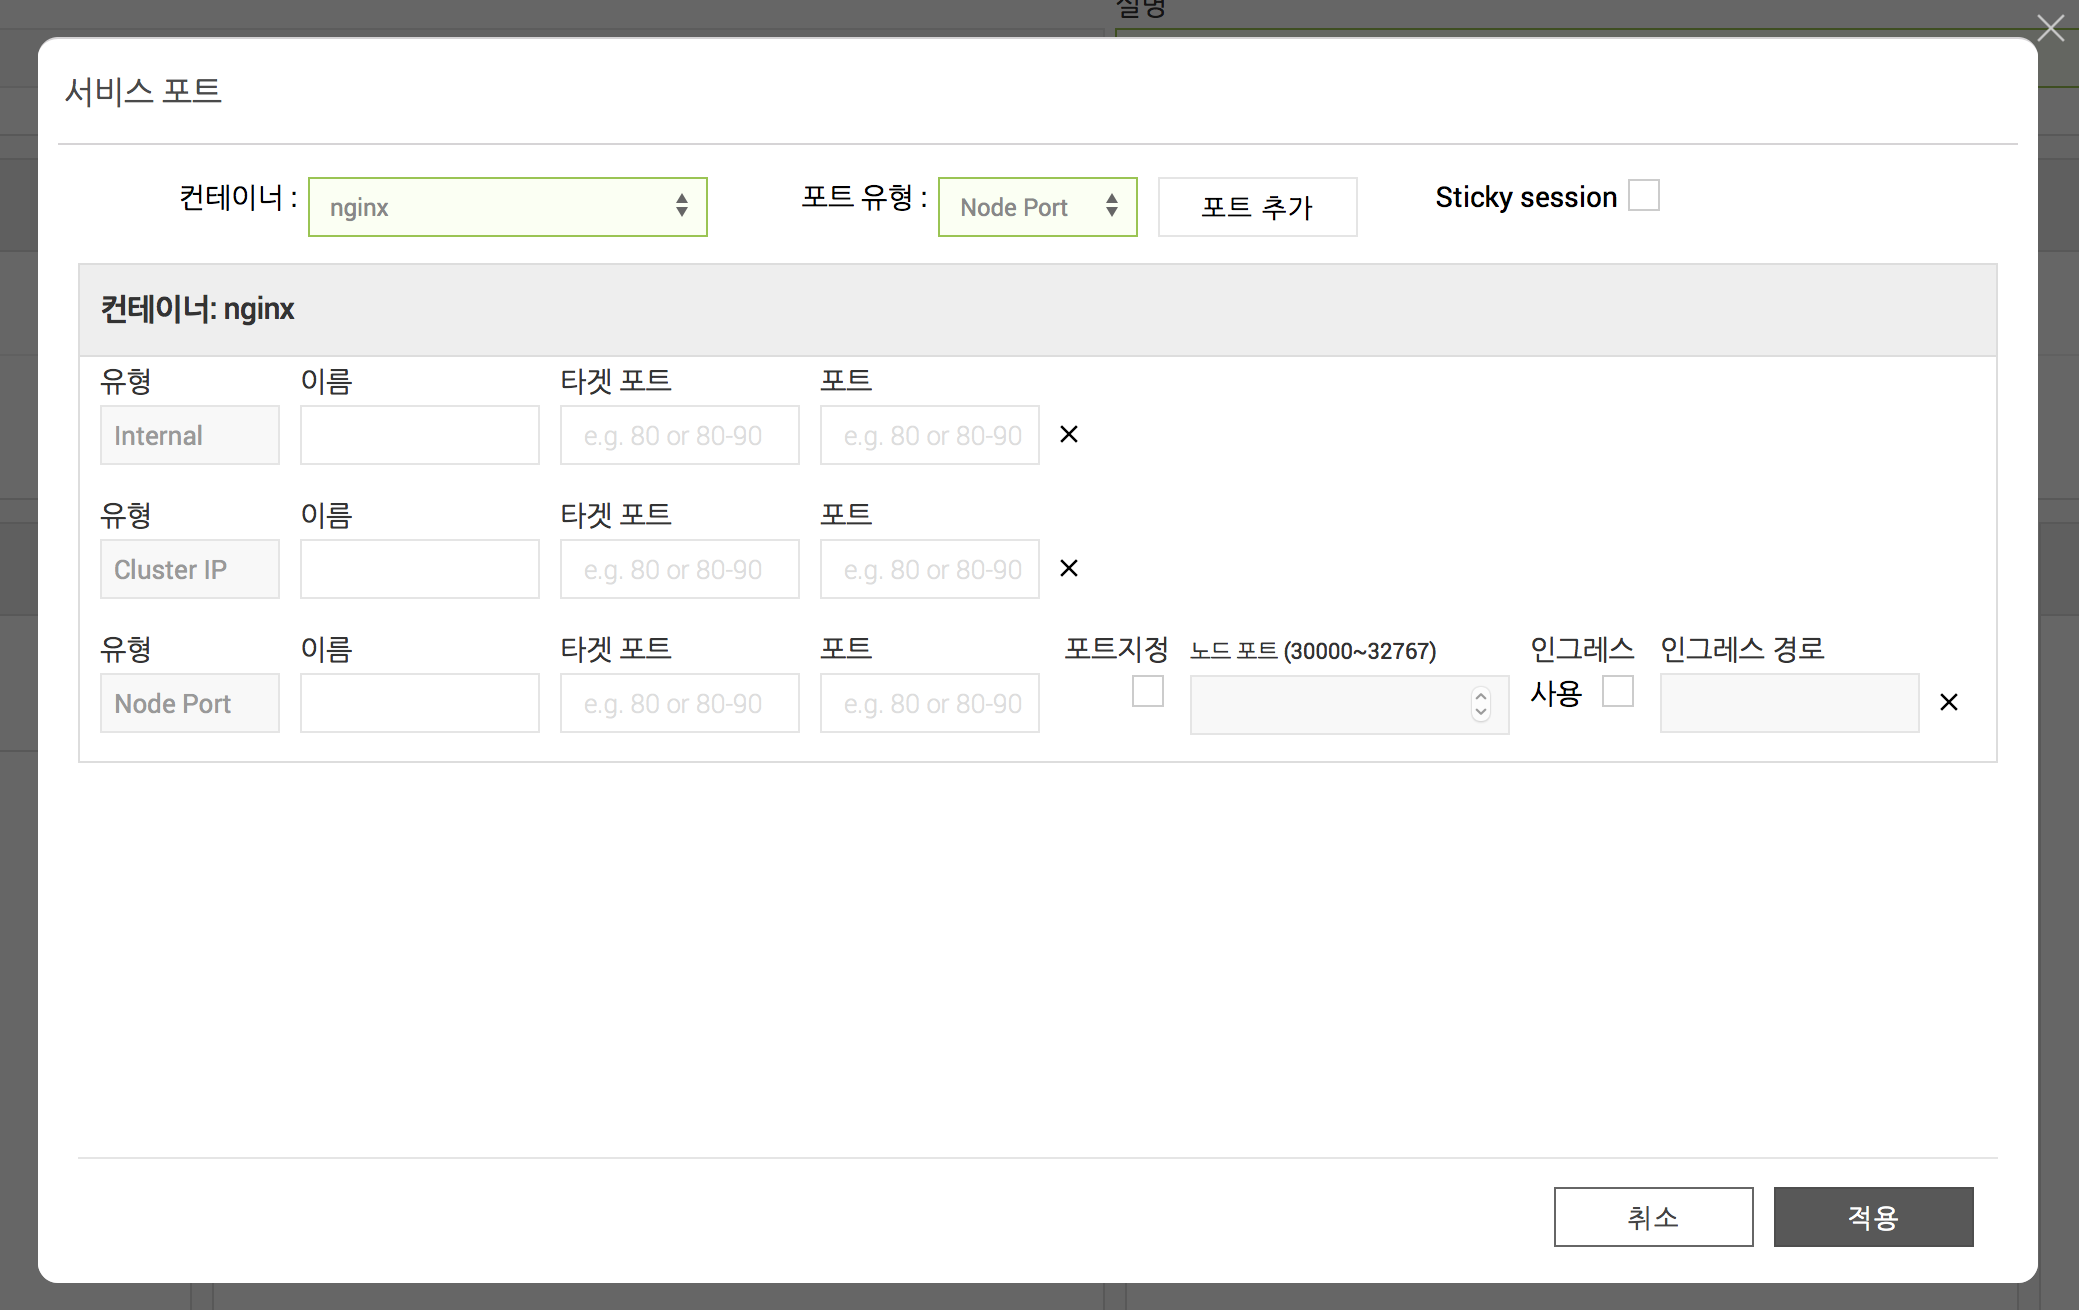 설명
서비스 포트
컨테이너 : nginx 포트 유형 : Node Port 포트 추가 Sticky session
컨테이너: nginx
유형 이름 타겟 포트 포트
Internal e.g. 80 or 80-90 e.g. 80 or 80-90 ×
유형 이름 타겟 포트 포트
Cluster IP e.g. 80 or 80-90 e.g. 80 or 80-90 ×
유형 이름 타겟 포트 포트 포트지정 노드 포트 (30000~32767) 인그레스 인그레스 경로
Node Port e.g. 80 or 80-90 e.g. 80 or 80-90 사용 ×
취소 적용